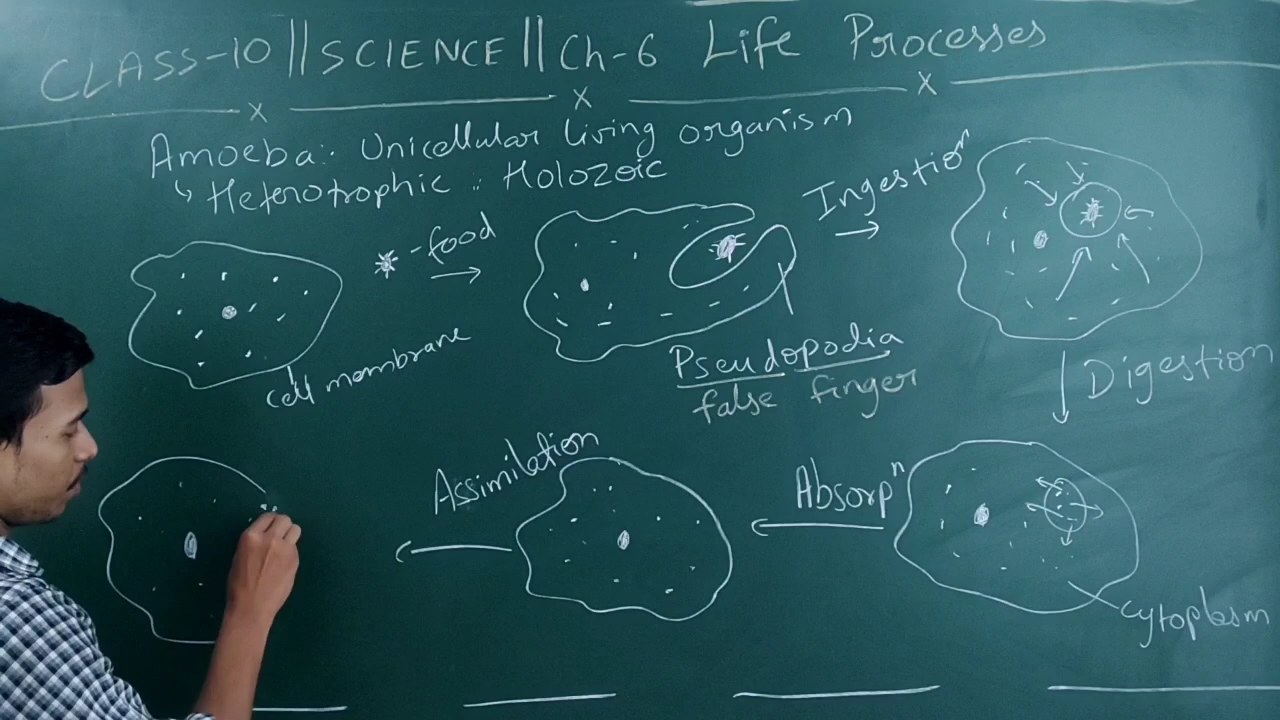 CLASS-10 || SCIENCE || Ch-6 Life Processes
Amoeba:- Unicellular living organism
↳ Heterotrophic :: Holozoic
-food
Ingestion
cell membrane
Pseudopodia
false finger
Digestion
Assimilation
Absorpⁿ
cytoplasm